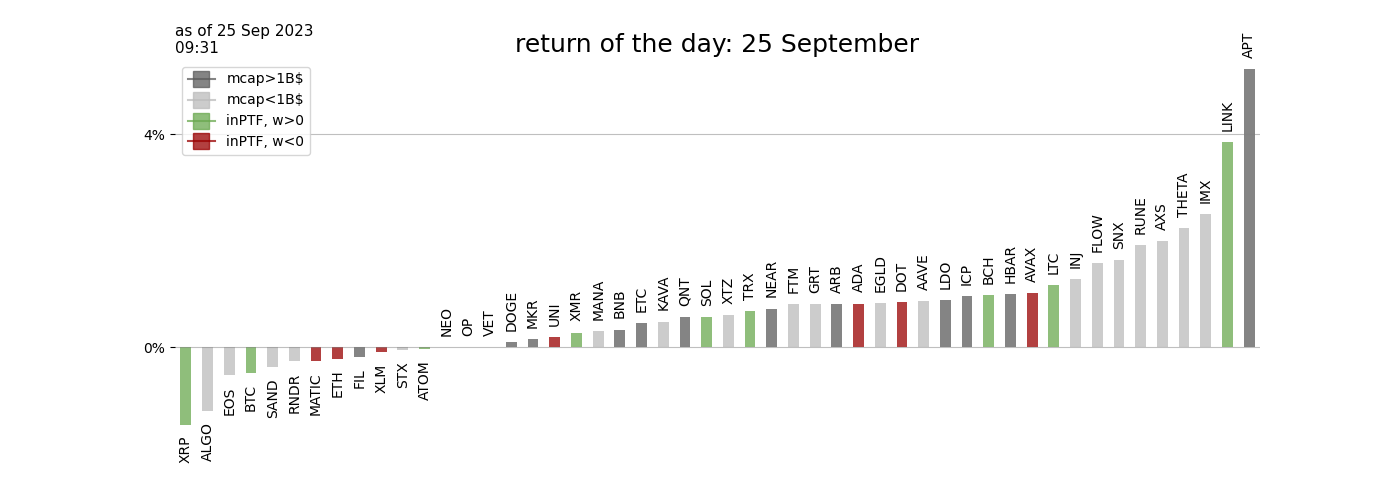 as of 25 Sep 2023
09:31
return of the day: 25 September
mcap>1B$
mcap<1B$
inPTF, w>0
inPTF, w<0
4%
0%
XRP
ALGO
EOS
BTC
SAND
RNDR
MATIC
ETH
FIL
XLM
STX
ATOM
NEO
OP
VET
DOGE
MKR
UNI
XMR
MANA
BNB
ETC
KAVA
QNT
SOL
XTZ
TRX
NEAR
FTM
GRT
ARB
ADA
EGLD
DOT
AAVE
LDO
ICP
BCH
HBAR
AVAX
LTC
INJ
FLOW
SNX
RUNE
AXS
THETA
IMX
LINK
APT